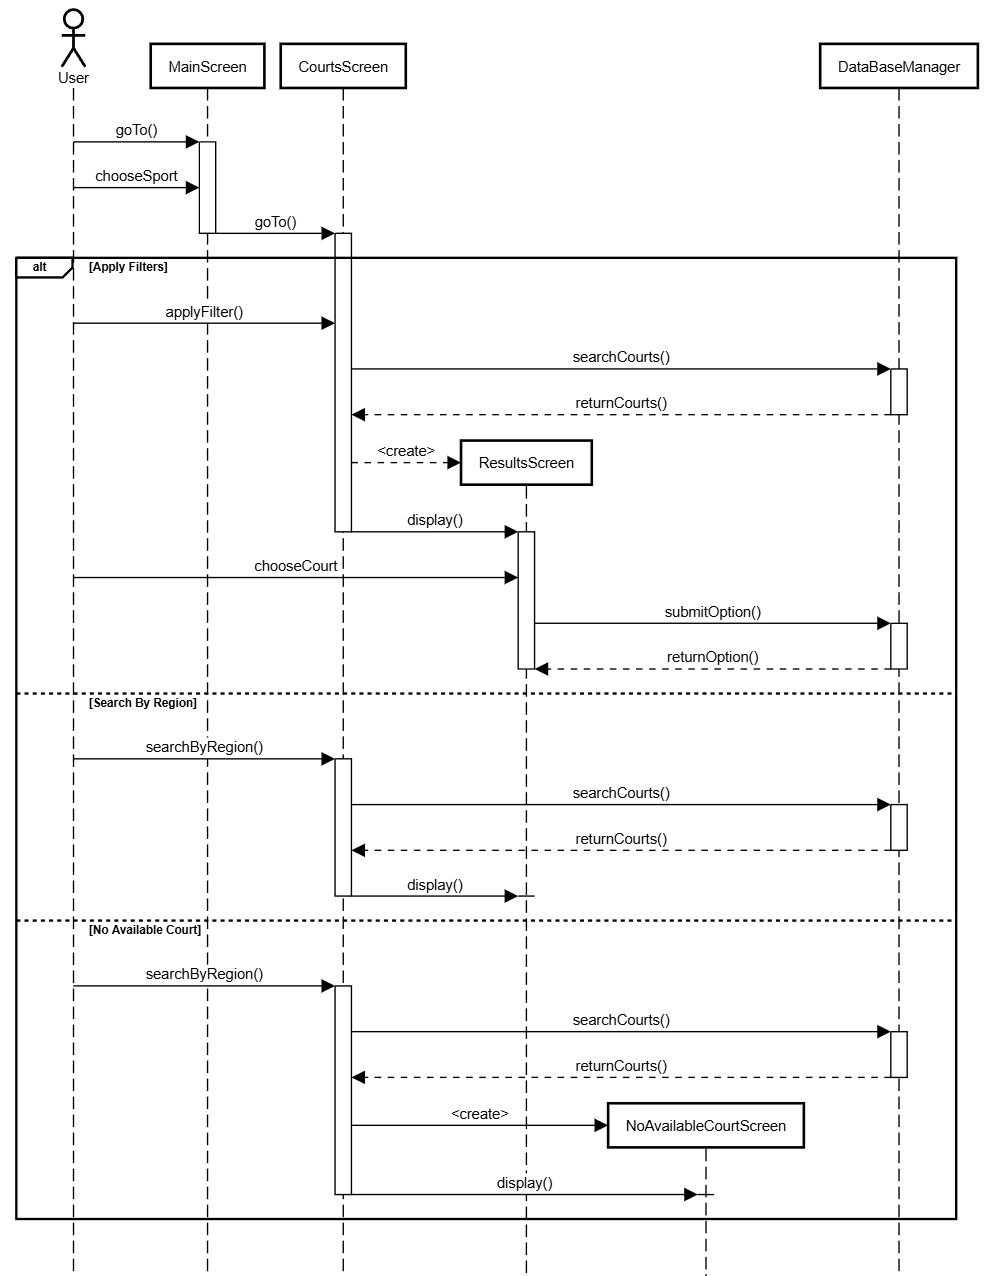 User
MainScreen
CourtsScreen
DataBaseManager
goTo()
chooseSport
goTo()
alt
[Apply Filters]
applyFilter()
searchCourts()
returnCourts()
<create>
ResultsScreen
display()
chooseCourt
submitOption()
returnOption()
[Search By Region]
searchByRegion()
searchCourts()
returnCourts()
display()
[No Available Court]
searchByRegion()
searchCourts()
returnCourts()
<create>
NoAvailableCourtScreen
display()